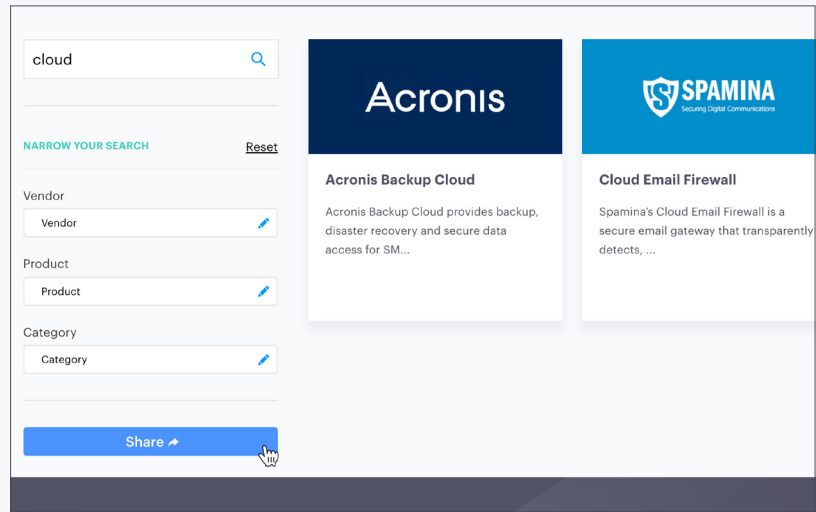 cloud
NARROW YOUR SEARCH
Reset
Vendor
Vendor
Product
Product
Category
Category
Share
Acronis
Acronis Backup Cloud
Acronis Backup Cloud provides backup,
disaster recovery and secure data
access for SM...
SPAMINA
Securing Digital Communications
Cloud Email Firewall
Spamina's Cloud Email Firewall is a
secure email gateway that transparently
detects, ...